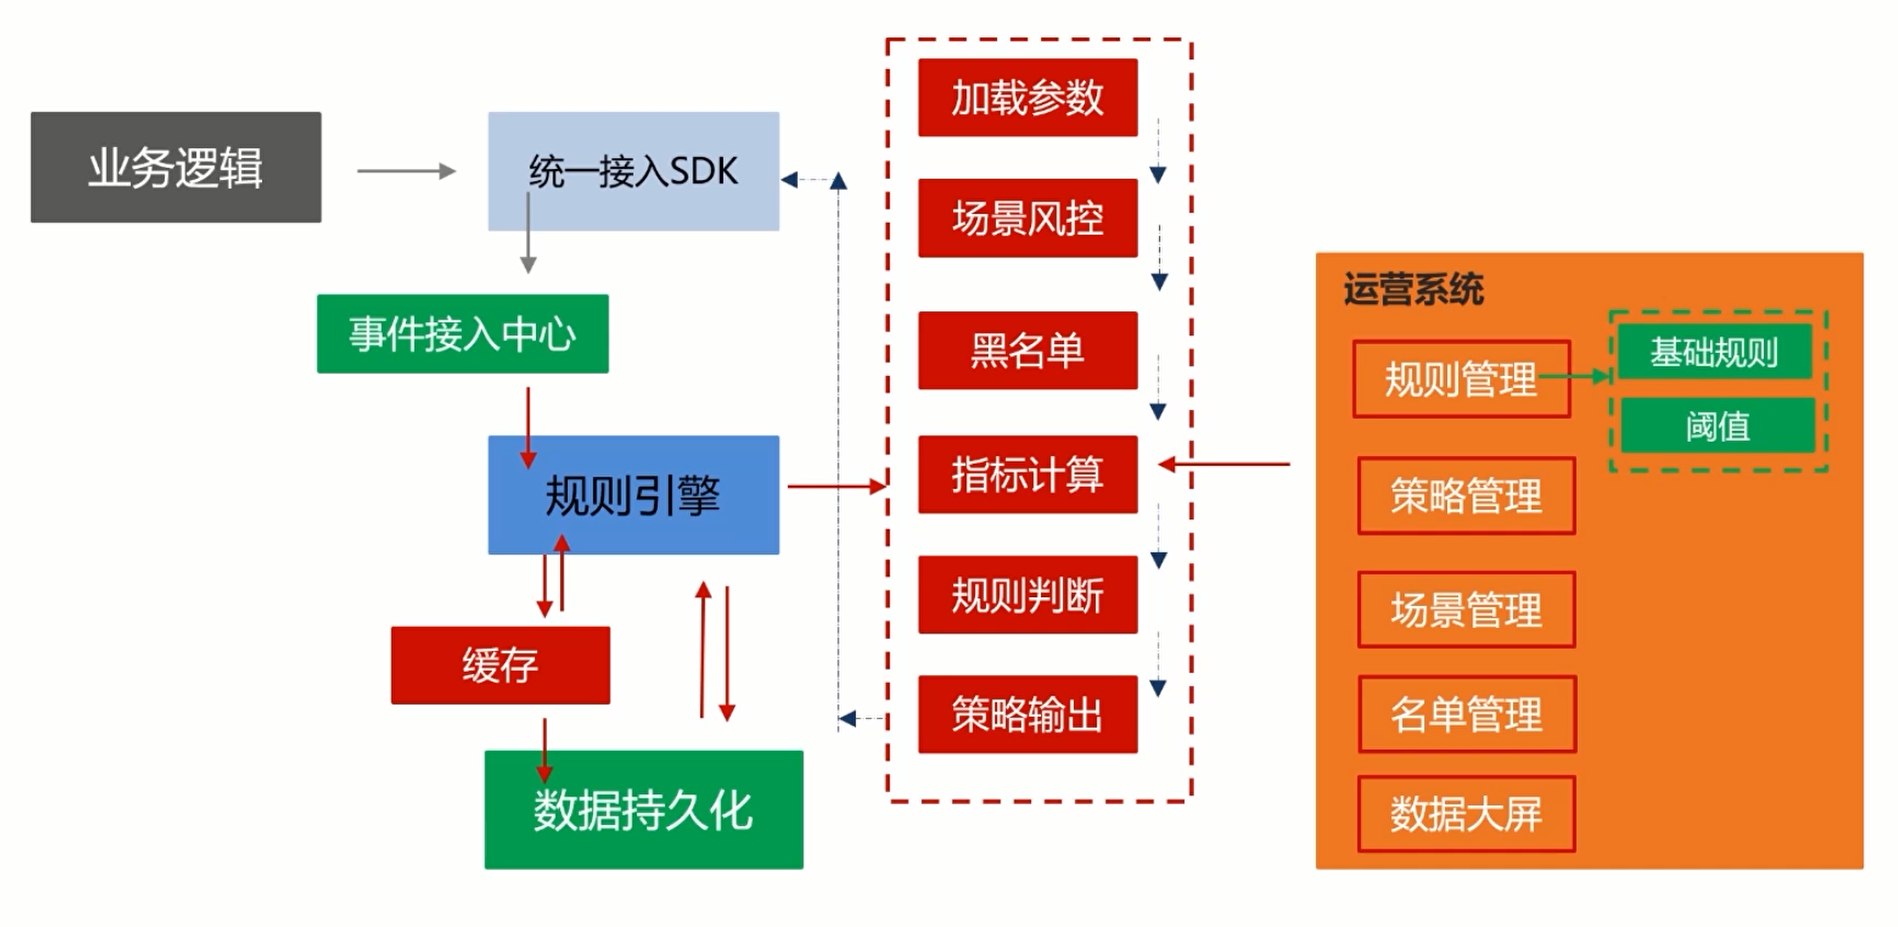 业务逻辑
统一接入SDK
事件接入中心
规则引擎
缓存
数据持久化
加载参数
场景风控
黑名单
指标计算
规则判断
策略输出
运营系统
规则管理
基础规则
阈值
策略管理
场景管理
名单管理
数据大屏